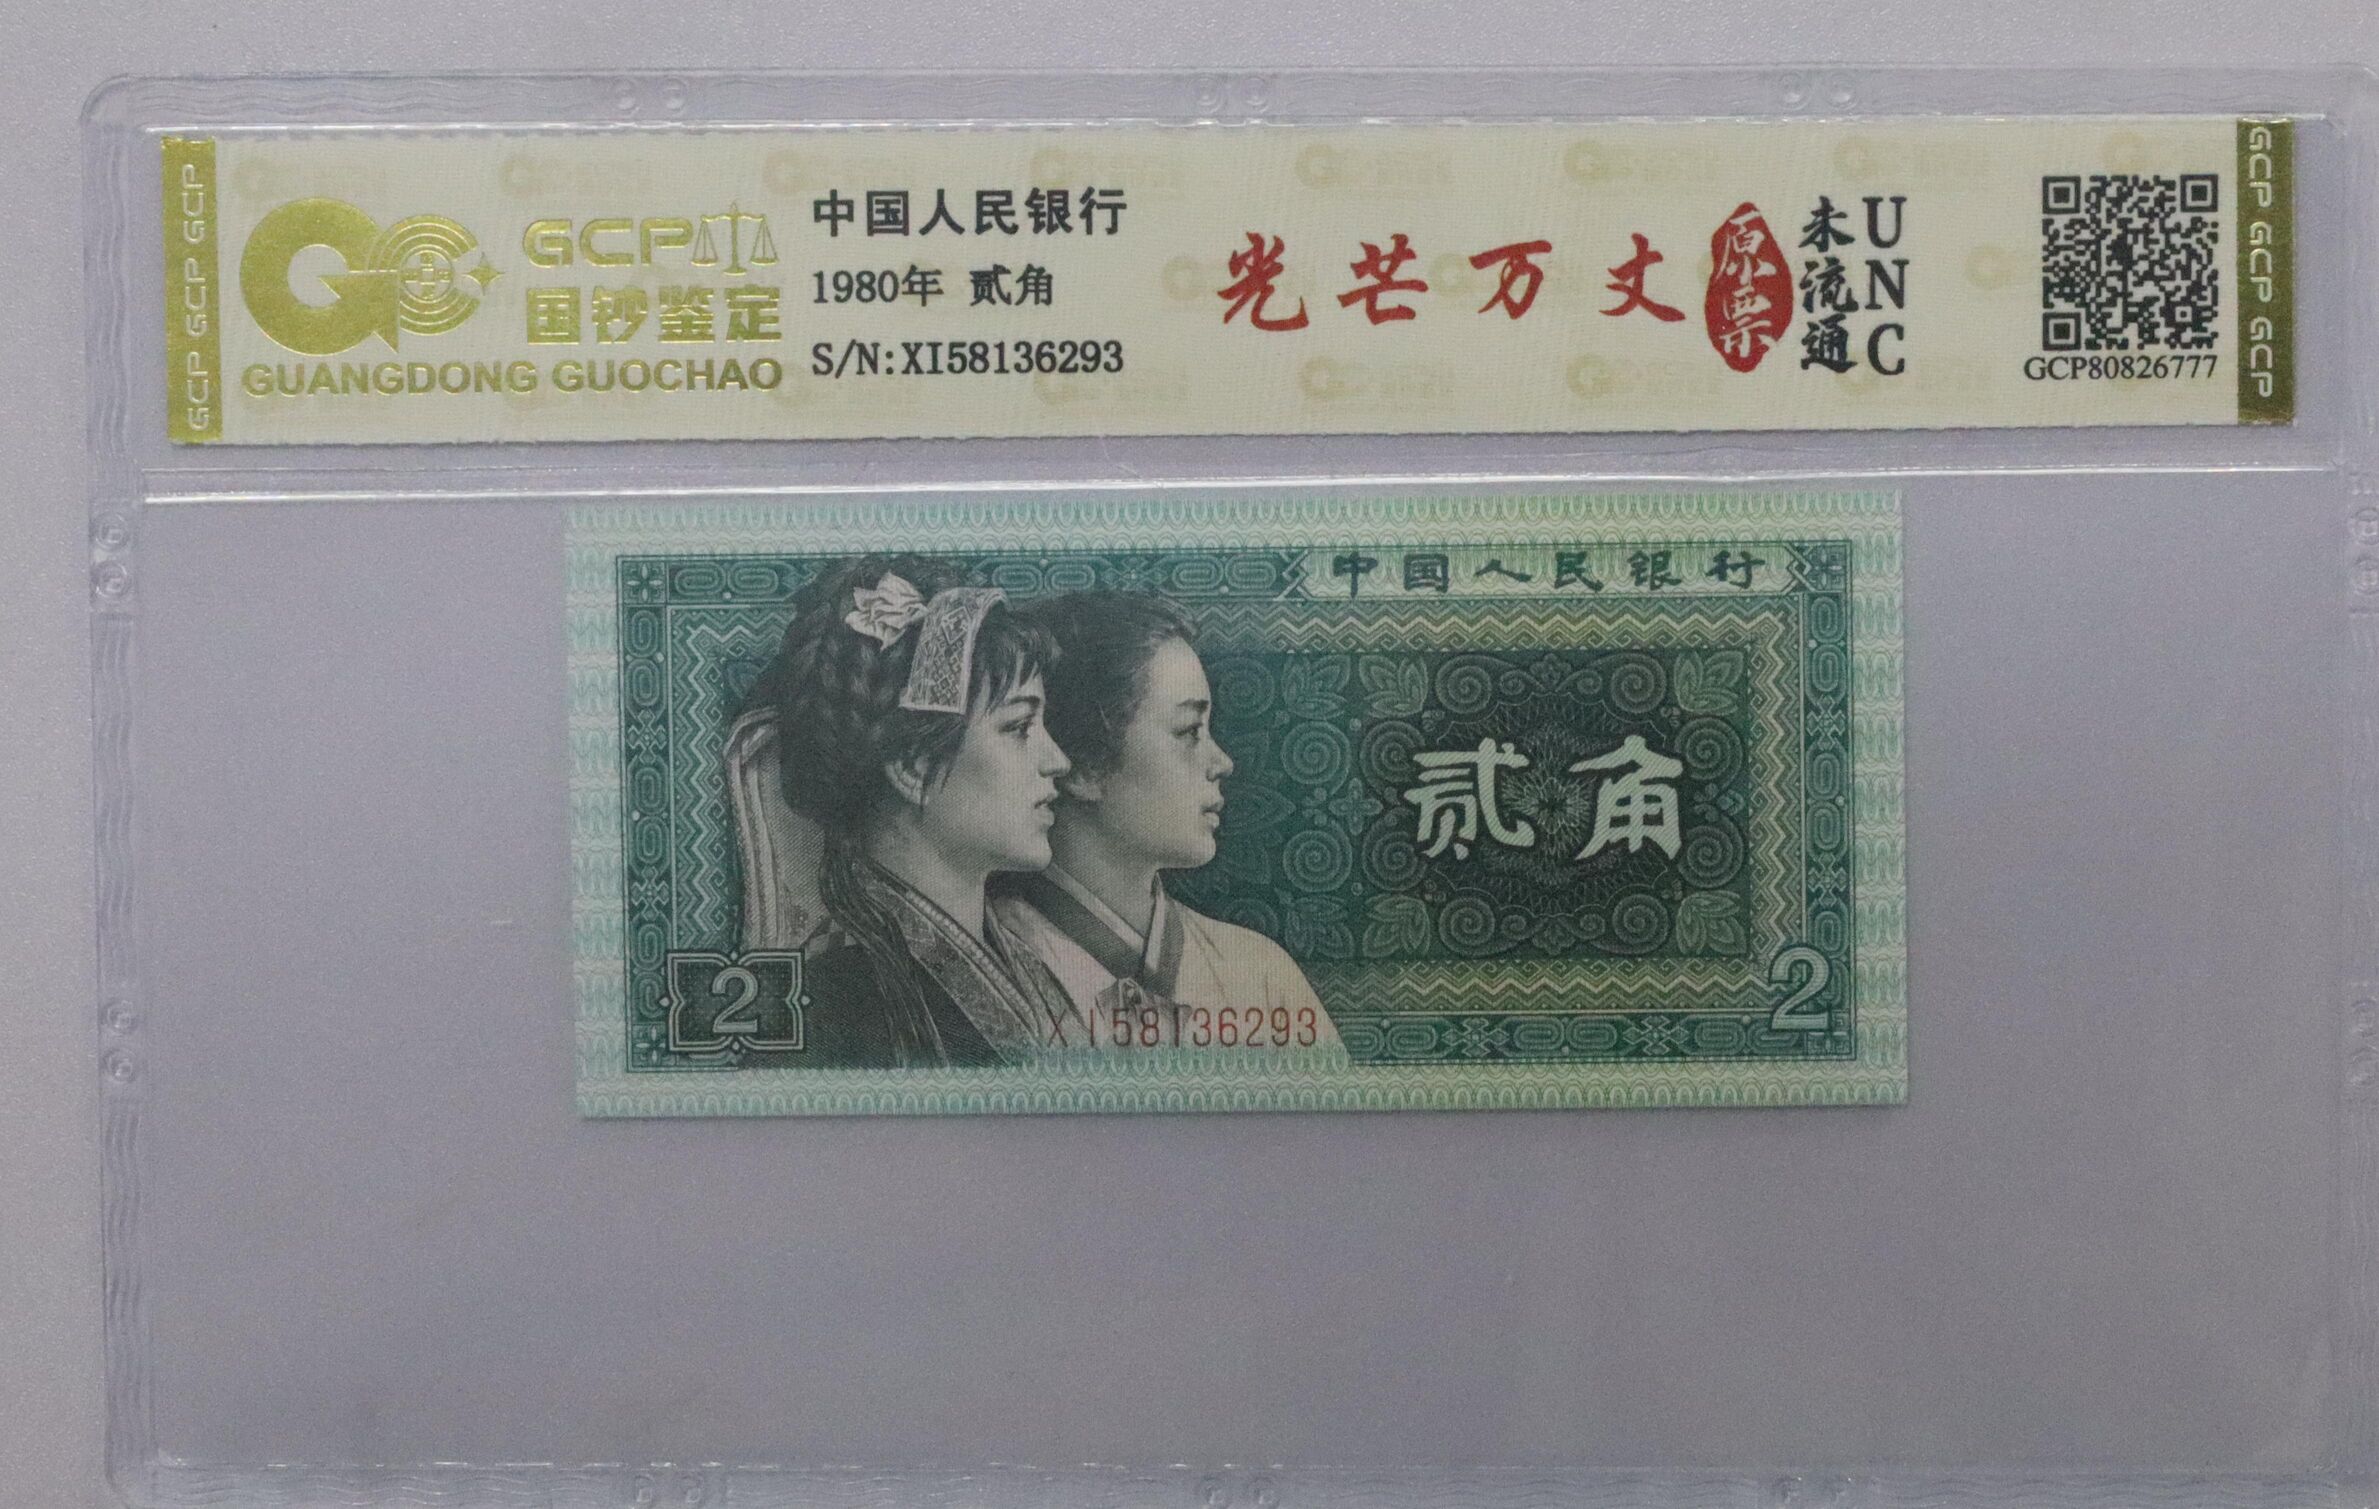 GCP GCP GCP
GCP
国钞鉴定
GUANGDONG GUOCHAO
中国人民银行
1980年 贰角
S/N:XI58136293
光芒万丈
原票
未流通
UNC
GCP80826777
GCP GCP GCP
中国人民银行
贰角
2
XI58136293
2